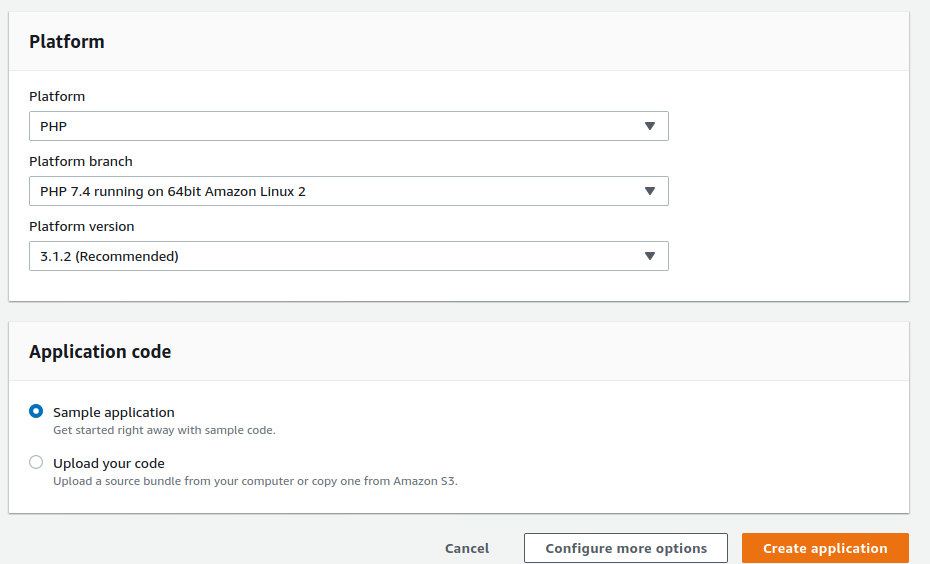 Platform
Platform
PHP
Platform branch
PHP 7.4 running on 64bit Amazon Linux 2
Platform version
3.1.2 (Recommended)
Application code
Sample application
Get started right away with sample code.
Upload your code
Upload a source bundle from your computer or copy one from Amazon S3.
Cancel Configure more options Create application